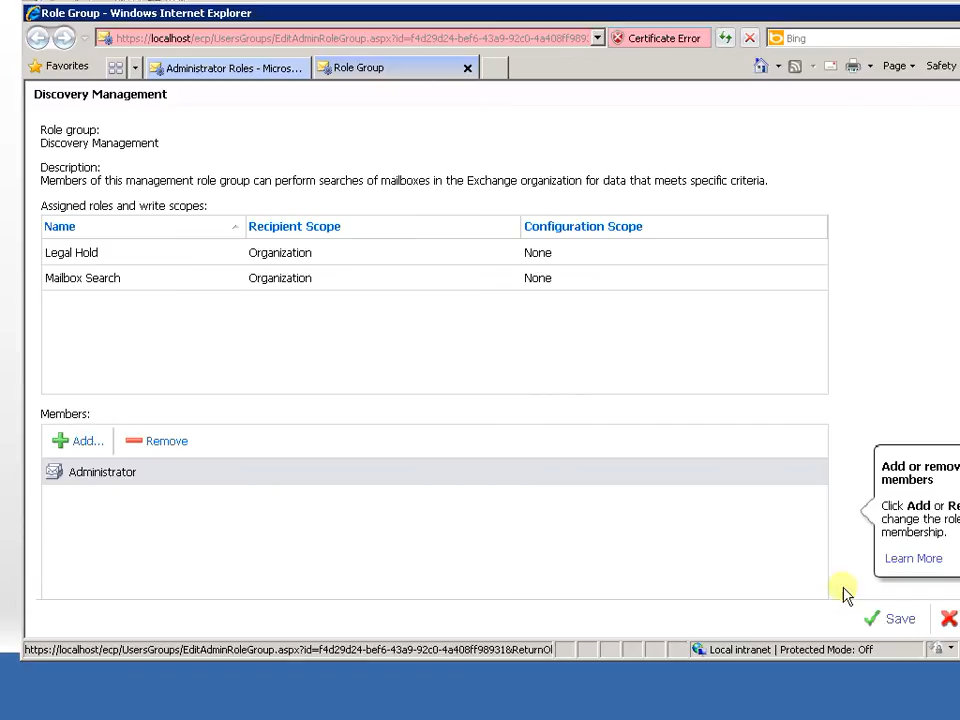 Role Group - Windows Internet Explorer
https://localhost/ecp/UsersGroups/EditAdminRoleGroup.aspx?id=f4d29d24-bef6-43a9-92c0-4a408ff989. Certificate Error Bing
Favorites Administrator Roles - Micros... Role Group Page Safety
Discovery Management
Role group:
Discovery Management
Description:
Members of this management role group can perform searches of mailboxes in the Exchange organization for data that meets specific criteria.
Assigned roles and write scopes:
Name Recipient Scope Configuration Scope
Legal Hold Organization None
Mailbox Search Organization None
Members:
Add... Remove
Administrator
Add or remov
members
Click Add or Re
change the role
membership.
Learn More
Save
https://localhost/ecp/UsersGroups/EditAdminRoleGroup.aspx?id=f4d29d24-bef6-43a9-92c0-4a408ff98931&ReturnOl Local intranet | Protected Mode: Off